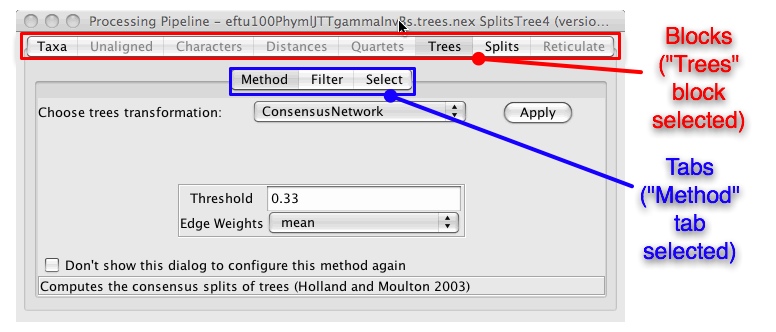 Processing Pipeline – eftu100PhymlJTTgammaInv8s.trees.nex SplitsTree4 (versio...
Taxa Unaligned Characters Distances Quartets Trees Splits Reticulate
Method Filter Select
Choose trees transformation: ConsensusNetwork Apply
Threshold 0.33
Edge Weights mean
Don't show this dialog to configure this method again
Computes the consensus splits of trees (Holland and Moulton 2003)
Blocks
("Trees"
block
selected)
Tabs
("Method"
tab
selected)